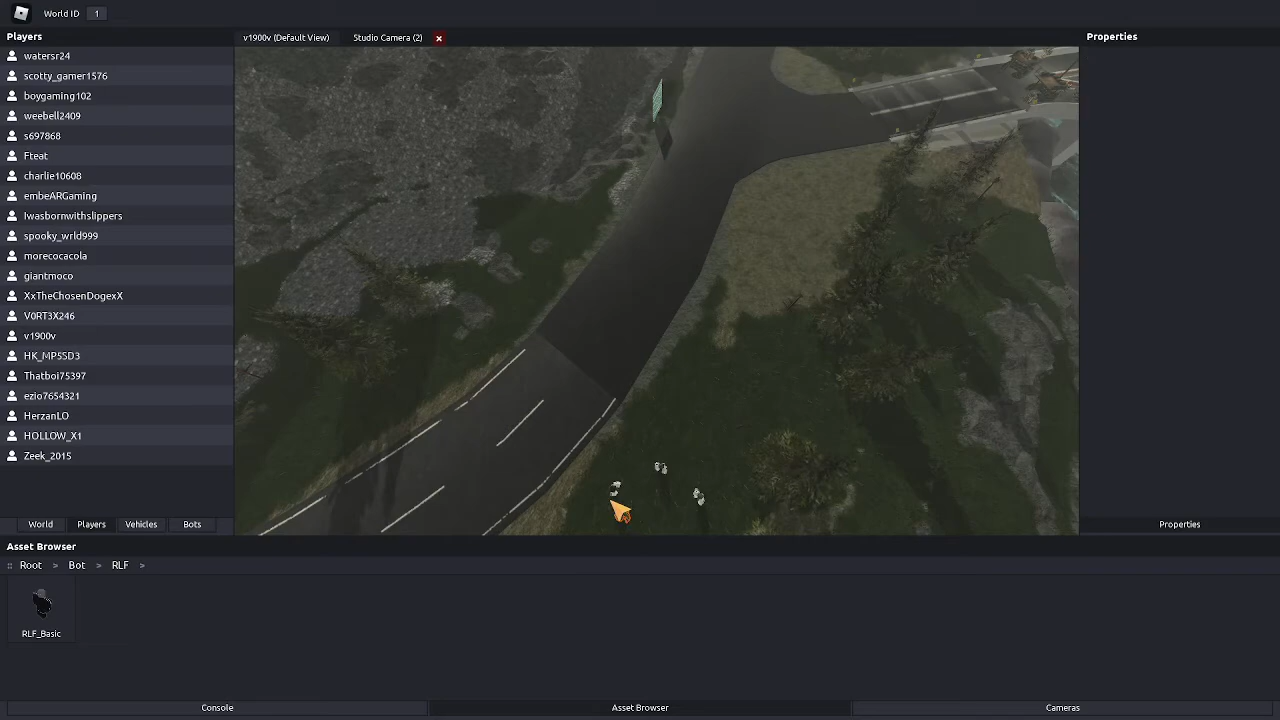 World ID 1
Players
v1900v (Default View) Studio Camera (2) x
Properties
watersr24
scotty_gamer1576
boygaming102
weebell2409
s697868
Fteat
charlie10608
embeARGaming
Iwasbornwithslippers
spooky_wrld999
morecocacola
giantmoco
XxTheChosenDogexX
V0RT3X246
v1900v
HK_MP5SD3
Thatboi75397
ezio7654321
HerzanLO
HOLLOW_X1
Zeek_2015
World Players Vehicles Bots
Properties
Asset Browser
:: Root > Bot > RLF >
RLF_Basic
Console Asset Browser Cameras